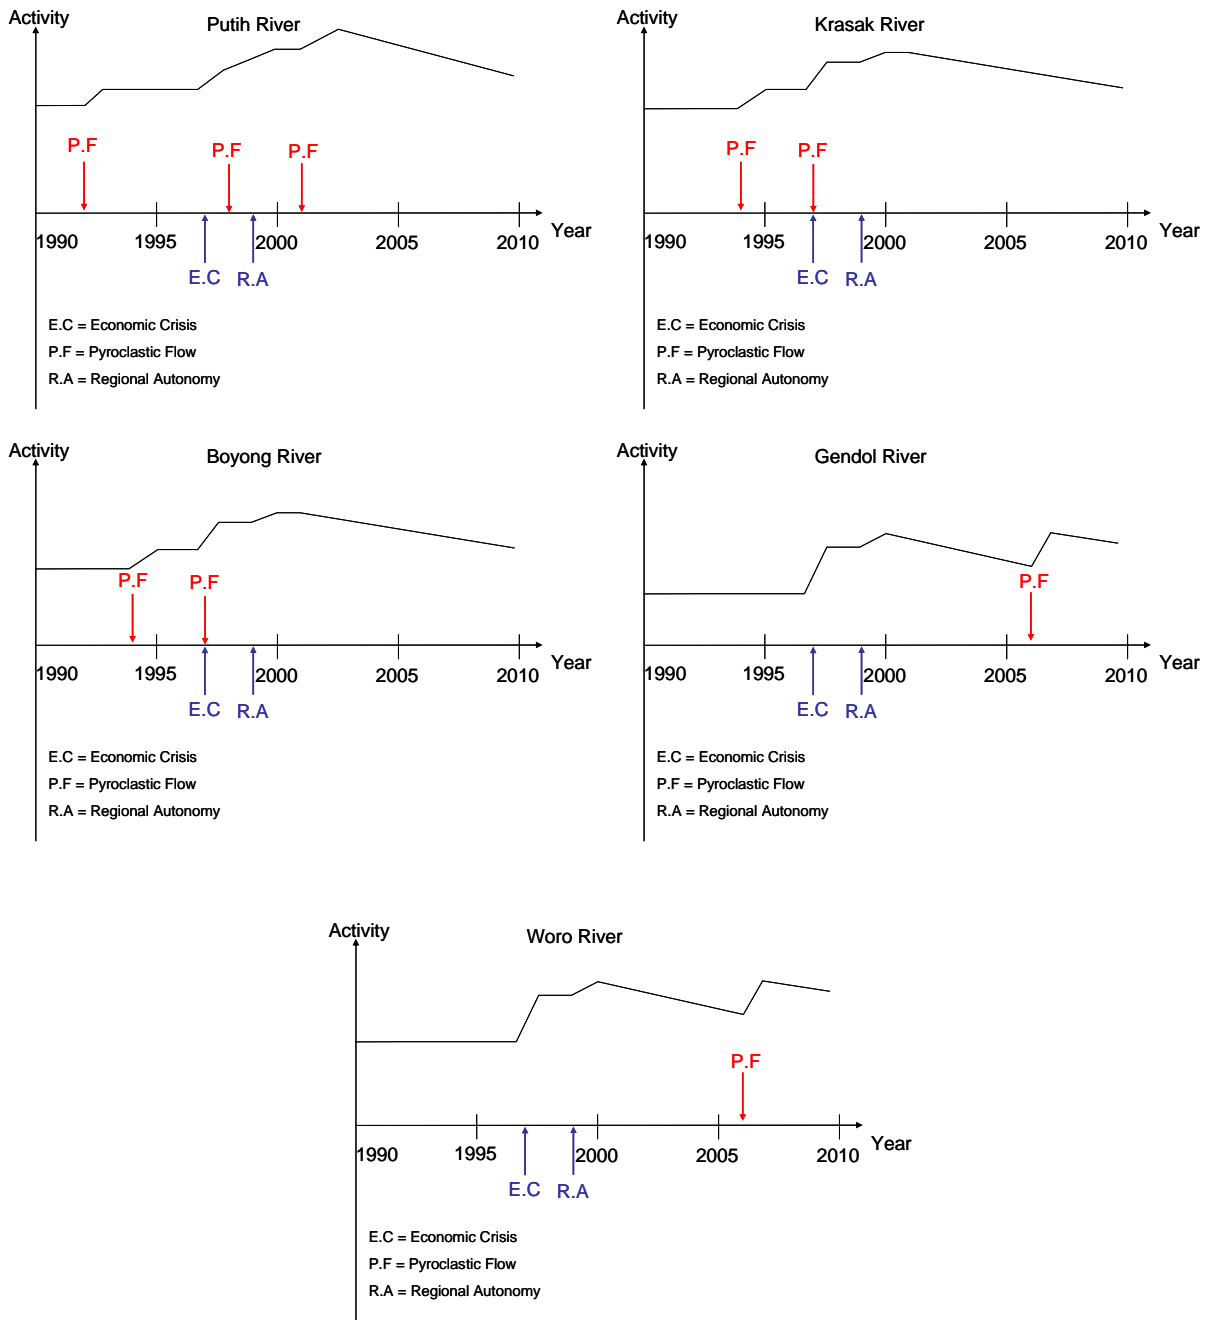 Activity
Putih River
P.F
P.F
P.F
1990
1995
2000
2005
2010
Year
E.C
R.A
E.C = Economic Crisis
P.F = Pyroclastic Flow
R.A = Regional Autonomy
Activity
Krasak River
P.F
P.F
1990
1995
2000
2005
2010
Year
E.C
R.A
E.C = Economic Crisis
P.F = Pyroclastic Flow
R.A = Regional Autonomy
Activity
Boyong River
P.F
P.F
1990
1995
2000
2005
2010
Year
E.C
R.A
E.C = Economic Crisis
P.F = Pyroclastic Flow
R.A = Regional Autonomy
Activity
Gendol River
P.F
1990
1995
2000
2005
2010
Year
E.C
R.A
E.C = Economic Crisis
P.F = Pyroclastic Flow
R.A = Regional Autonomy
Activity
Woro River
P.F
1990
1995
2000
2005
2010
Year
E.C
R.A
E.C = Economic Crisis
P.F = Pyroclastic Flow
R.A = Regional Autonomy